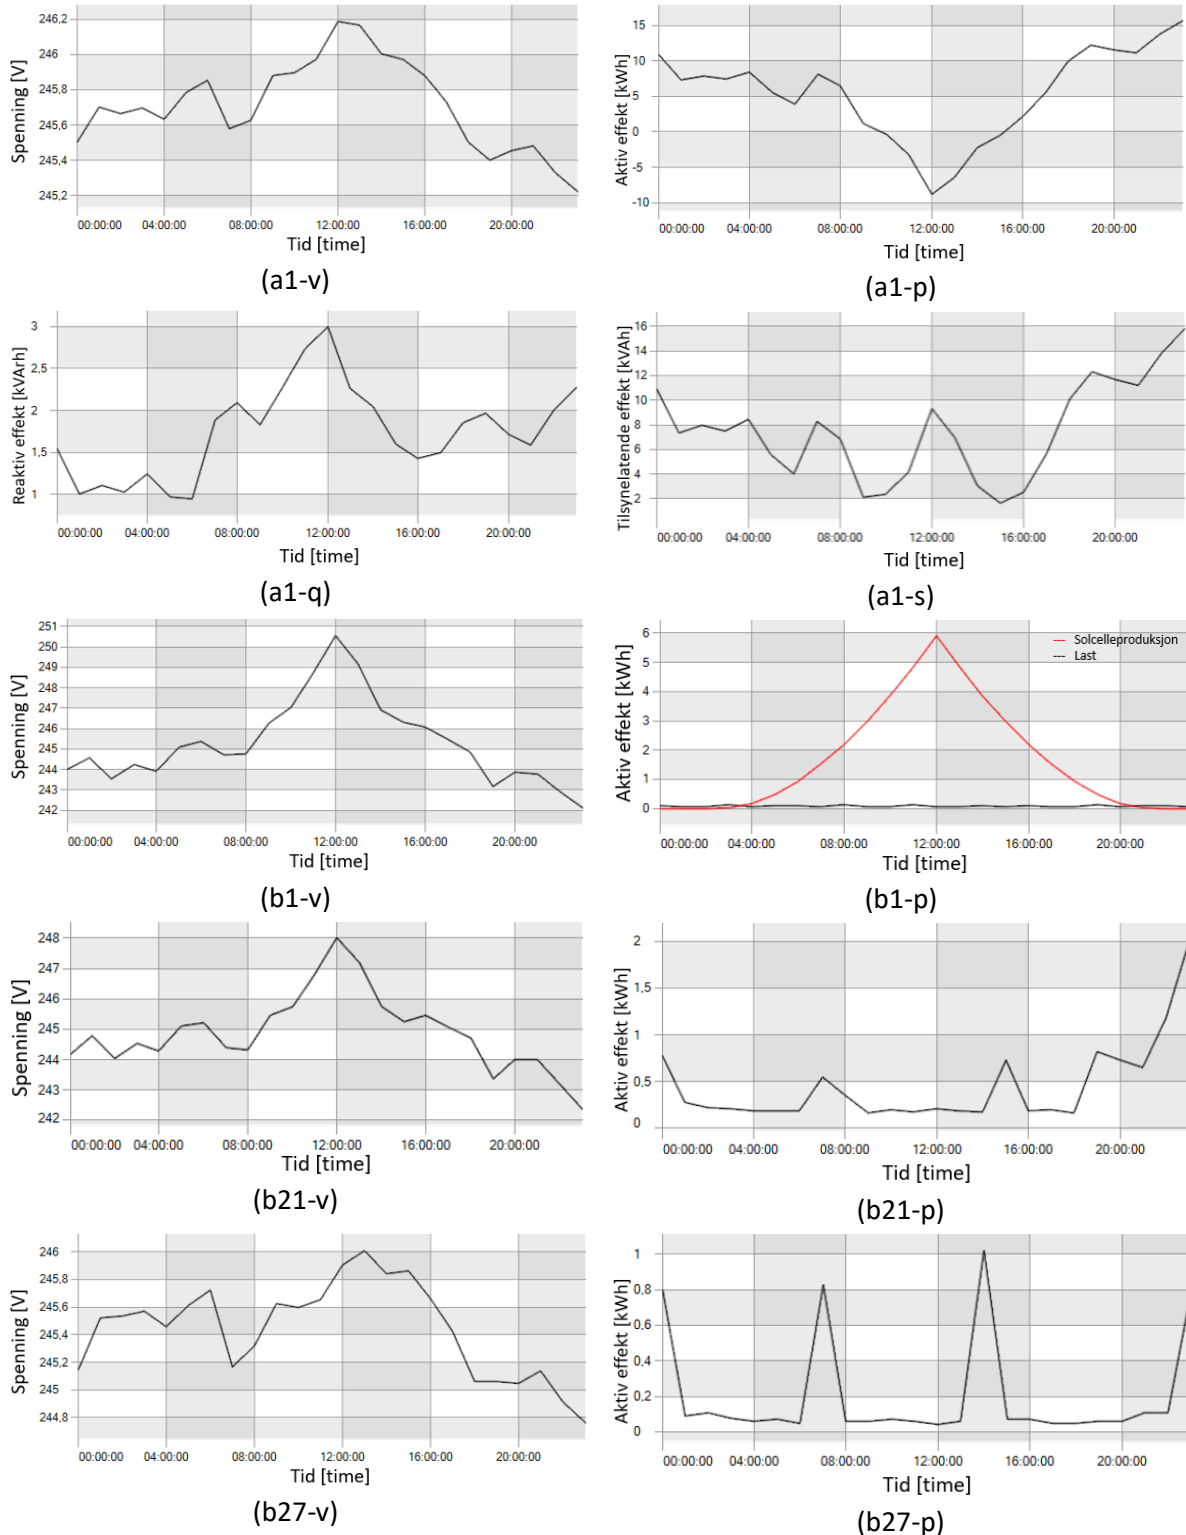 Spenning [V]
246,2
246
245,8
245,6
245,4
245,2
00:00:00 04:00:00 08:00:00 12:00:00 16:00:00 20:00:00
Tid [time]
(a1-v)
Aktiv effekt [kWh]
15
10
5
0
-5
-10
00:00:00 04:00:00 08:00:00 12:00:00 16:00:00 20:00:00
Tid [time]
(a1-p)
Reaktiv effekt [kVArh]
3
2,5
2
1,5
1
00:00:00 04:00:00 08:00:00 12:00:00 16:00:00 20:00:00
Tid [time]
(a1-q)
Tilsynelatende effekt [kVAh]
16
14
12
10
8
6
4
2
00:00:00 04:00:00 08:00:00 12:00:00 16:00:00 20:00:00
Tid [time]
(a1-s)
Spenning [V]
251
250
249
248
247
246
245
244
243
242
00:00:00 04:00:00 08:00:00 12:00:00 16:00:00 20:00:00
Tid [time]
(b1-v)
Aktiv effekt [kWh]
6
5
4
3
2
1
0
Solcelleproduksjon
Last
00:00:00 04:00:00 08:00:00 12:00:00 16:00:00 20:00:00
Tid [time]
(b1-p)
Spenning [V]
248
247
246
245
244
243
242
00:00:00 04:00:00 08:00:00 12:00:00 16:00:00 20:00:00
Tid [time]
(b21-v)
Aktiv effekt [kWh]
2
1,5
1
0,5
0
00:00:00 04:00:00 08:00:00 12:00:00 16:00:00 20:00:00
Tid [time]
(b21-p)
Spenning [V]
246
245,8
245,6
245,4
245,2
245
244,8
00:00:00 04:00:00 08:00:00 12:00:00 16:00:00 20:00:00
Tid [time]
(b27-v)
Aktiv effekt [kWh]
1
0,8
0,6
0,4
0,2
0
00:00:00 04:00:00 08:00:00 12:00:00 16:00:00 20:00:00
Tid [time]
(b27-p)